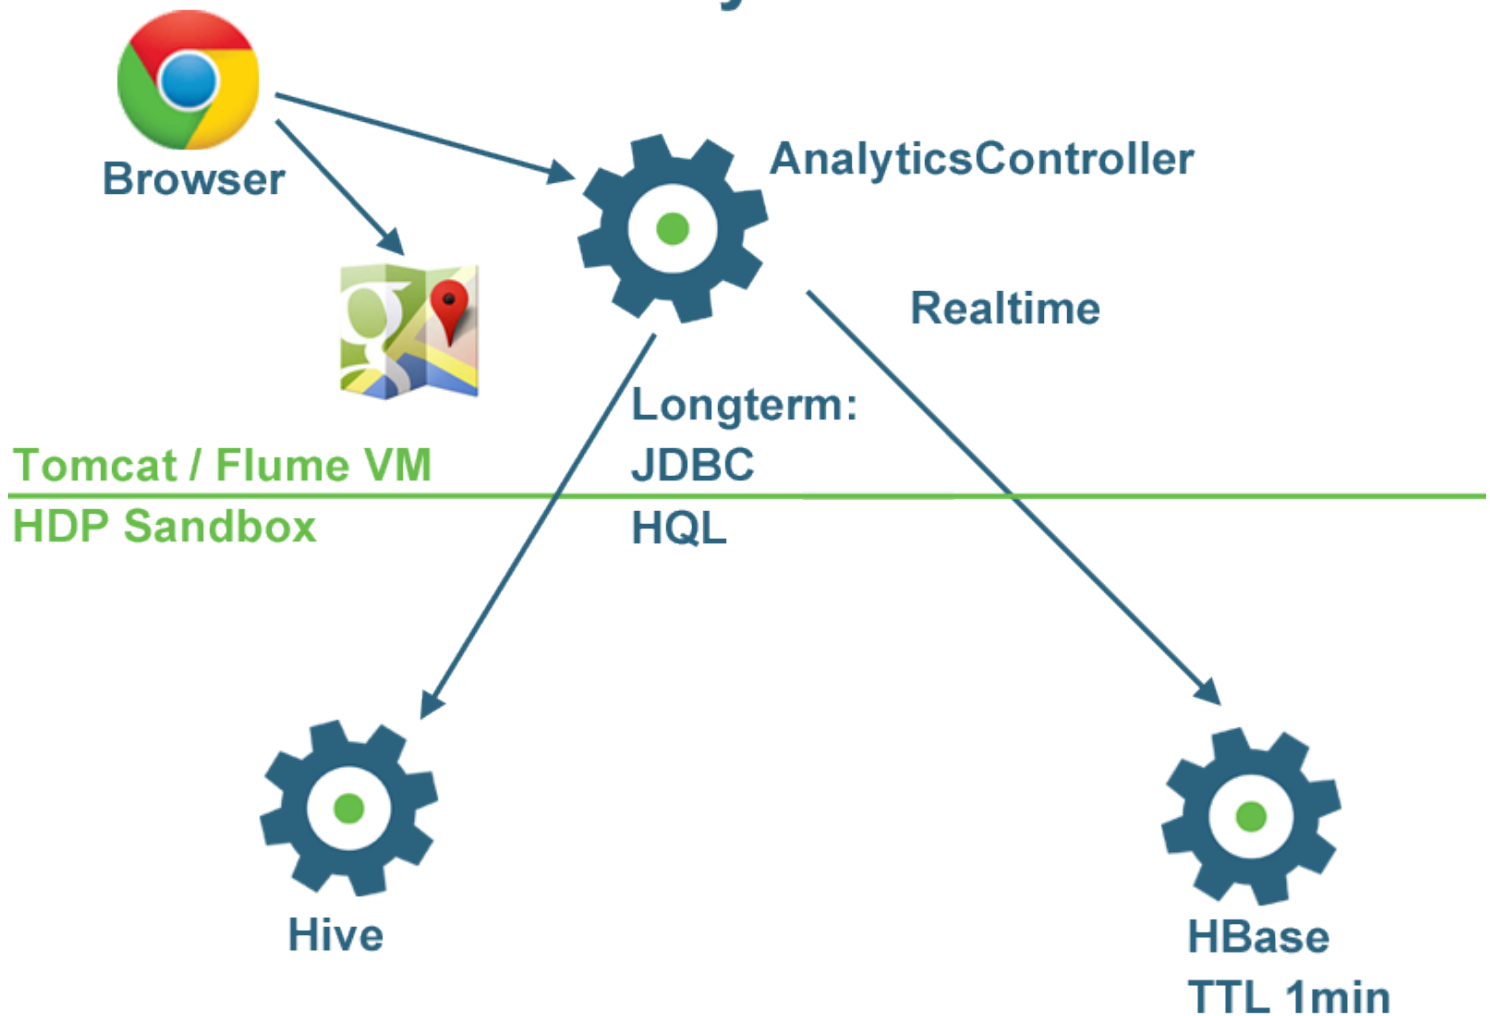 Browser
AnalyticsController
Realtime
Longterm:
JDBC
HQL
Tomcat / Flume VM
HDP Sandbox
Hive
HBase
TTL 1min